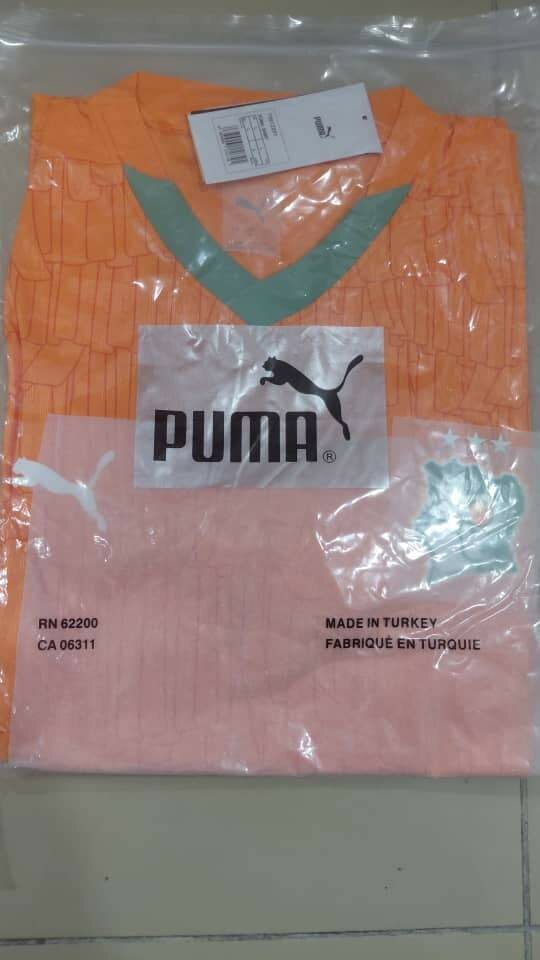 PUMA
PUMA®
RN 62200
CA 06311
MADE IN TURKEY
FABRIQUÉ EN TURQUIE